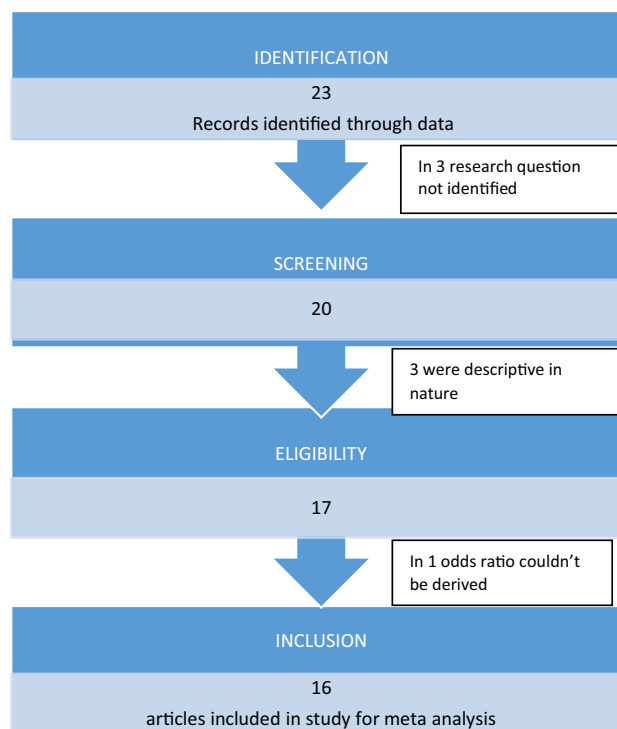 IDENTIFICATION
23
Records identified through data
In 3 research question
not identified
SCREENING
20
3 were descriptive in
nature
ELIGIBILITY
17
In 1 odds ratio couldn’t
be derived
INCLUSION
16
articles included in study for meta analysis